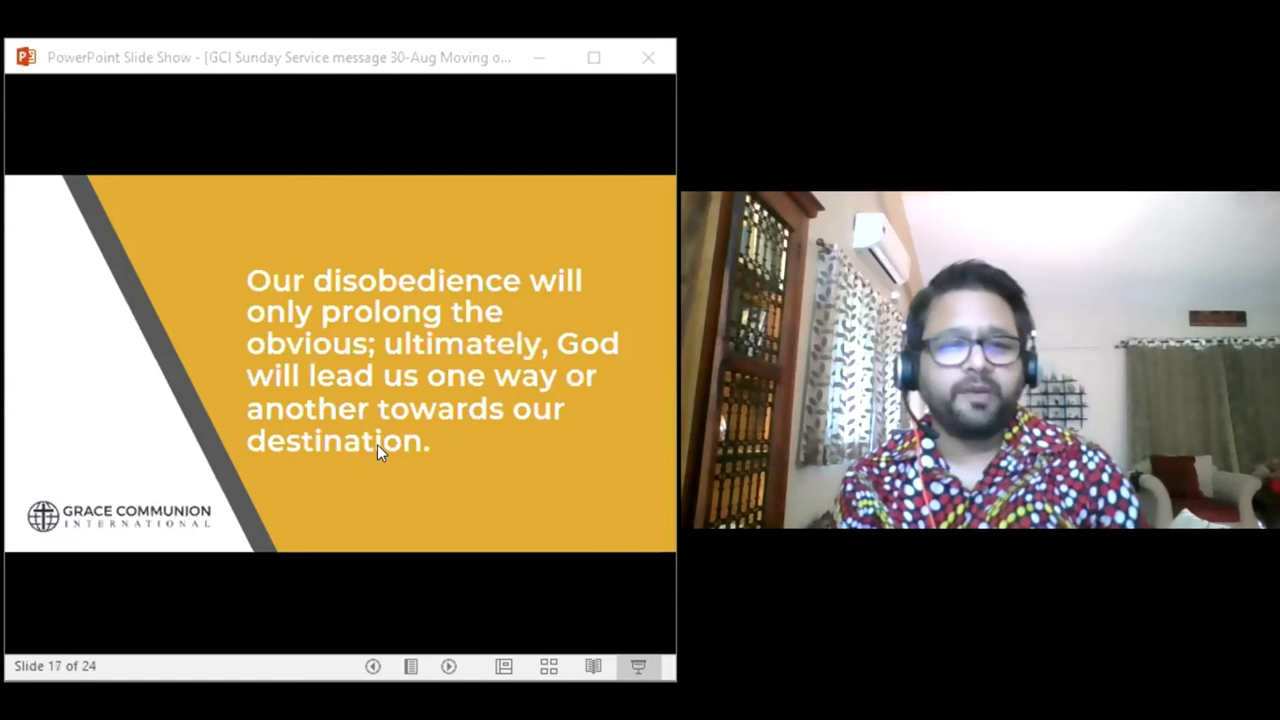 PowerPoint Slide Show - [GCI Sunday Service message 30-Aug Moving o...
Our disobedience will
only prolong the
obvious; ultimately, God
will lead us one way or
another towards our
destination.
GRACE COMMUNION
INTERNATIONAL
Slide 17 of 24